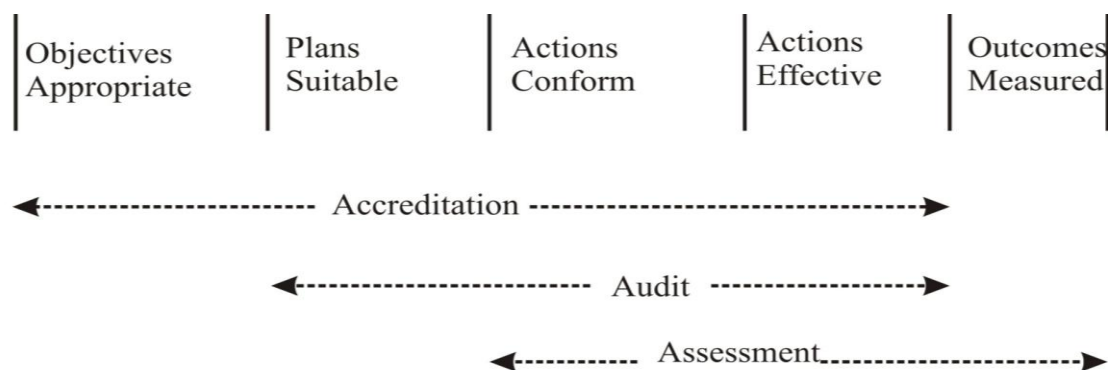 Objectives
Appropriate
Plans
Suitable
Actions
Conform
Actions
Effective
Outcomes
Measured
Accreditation
Audit
Assessment